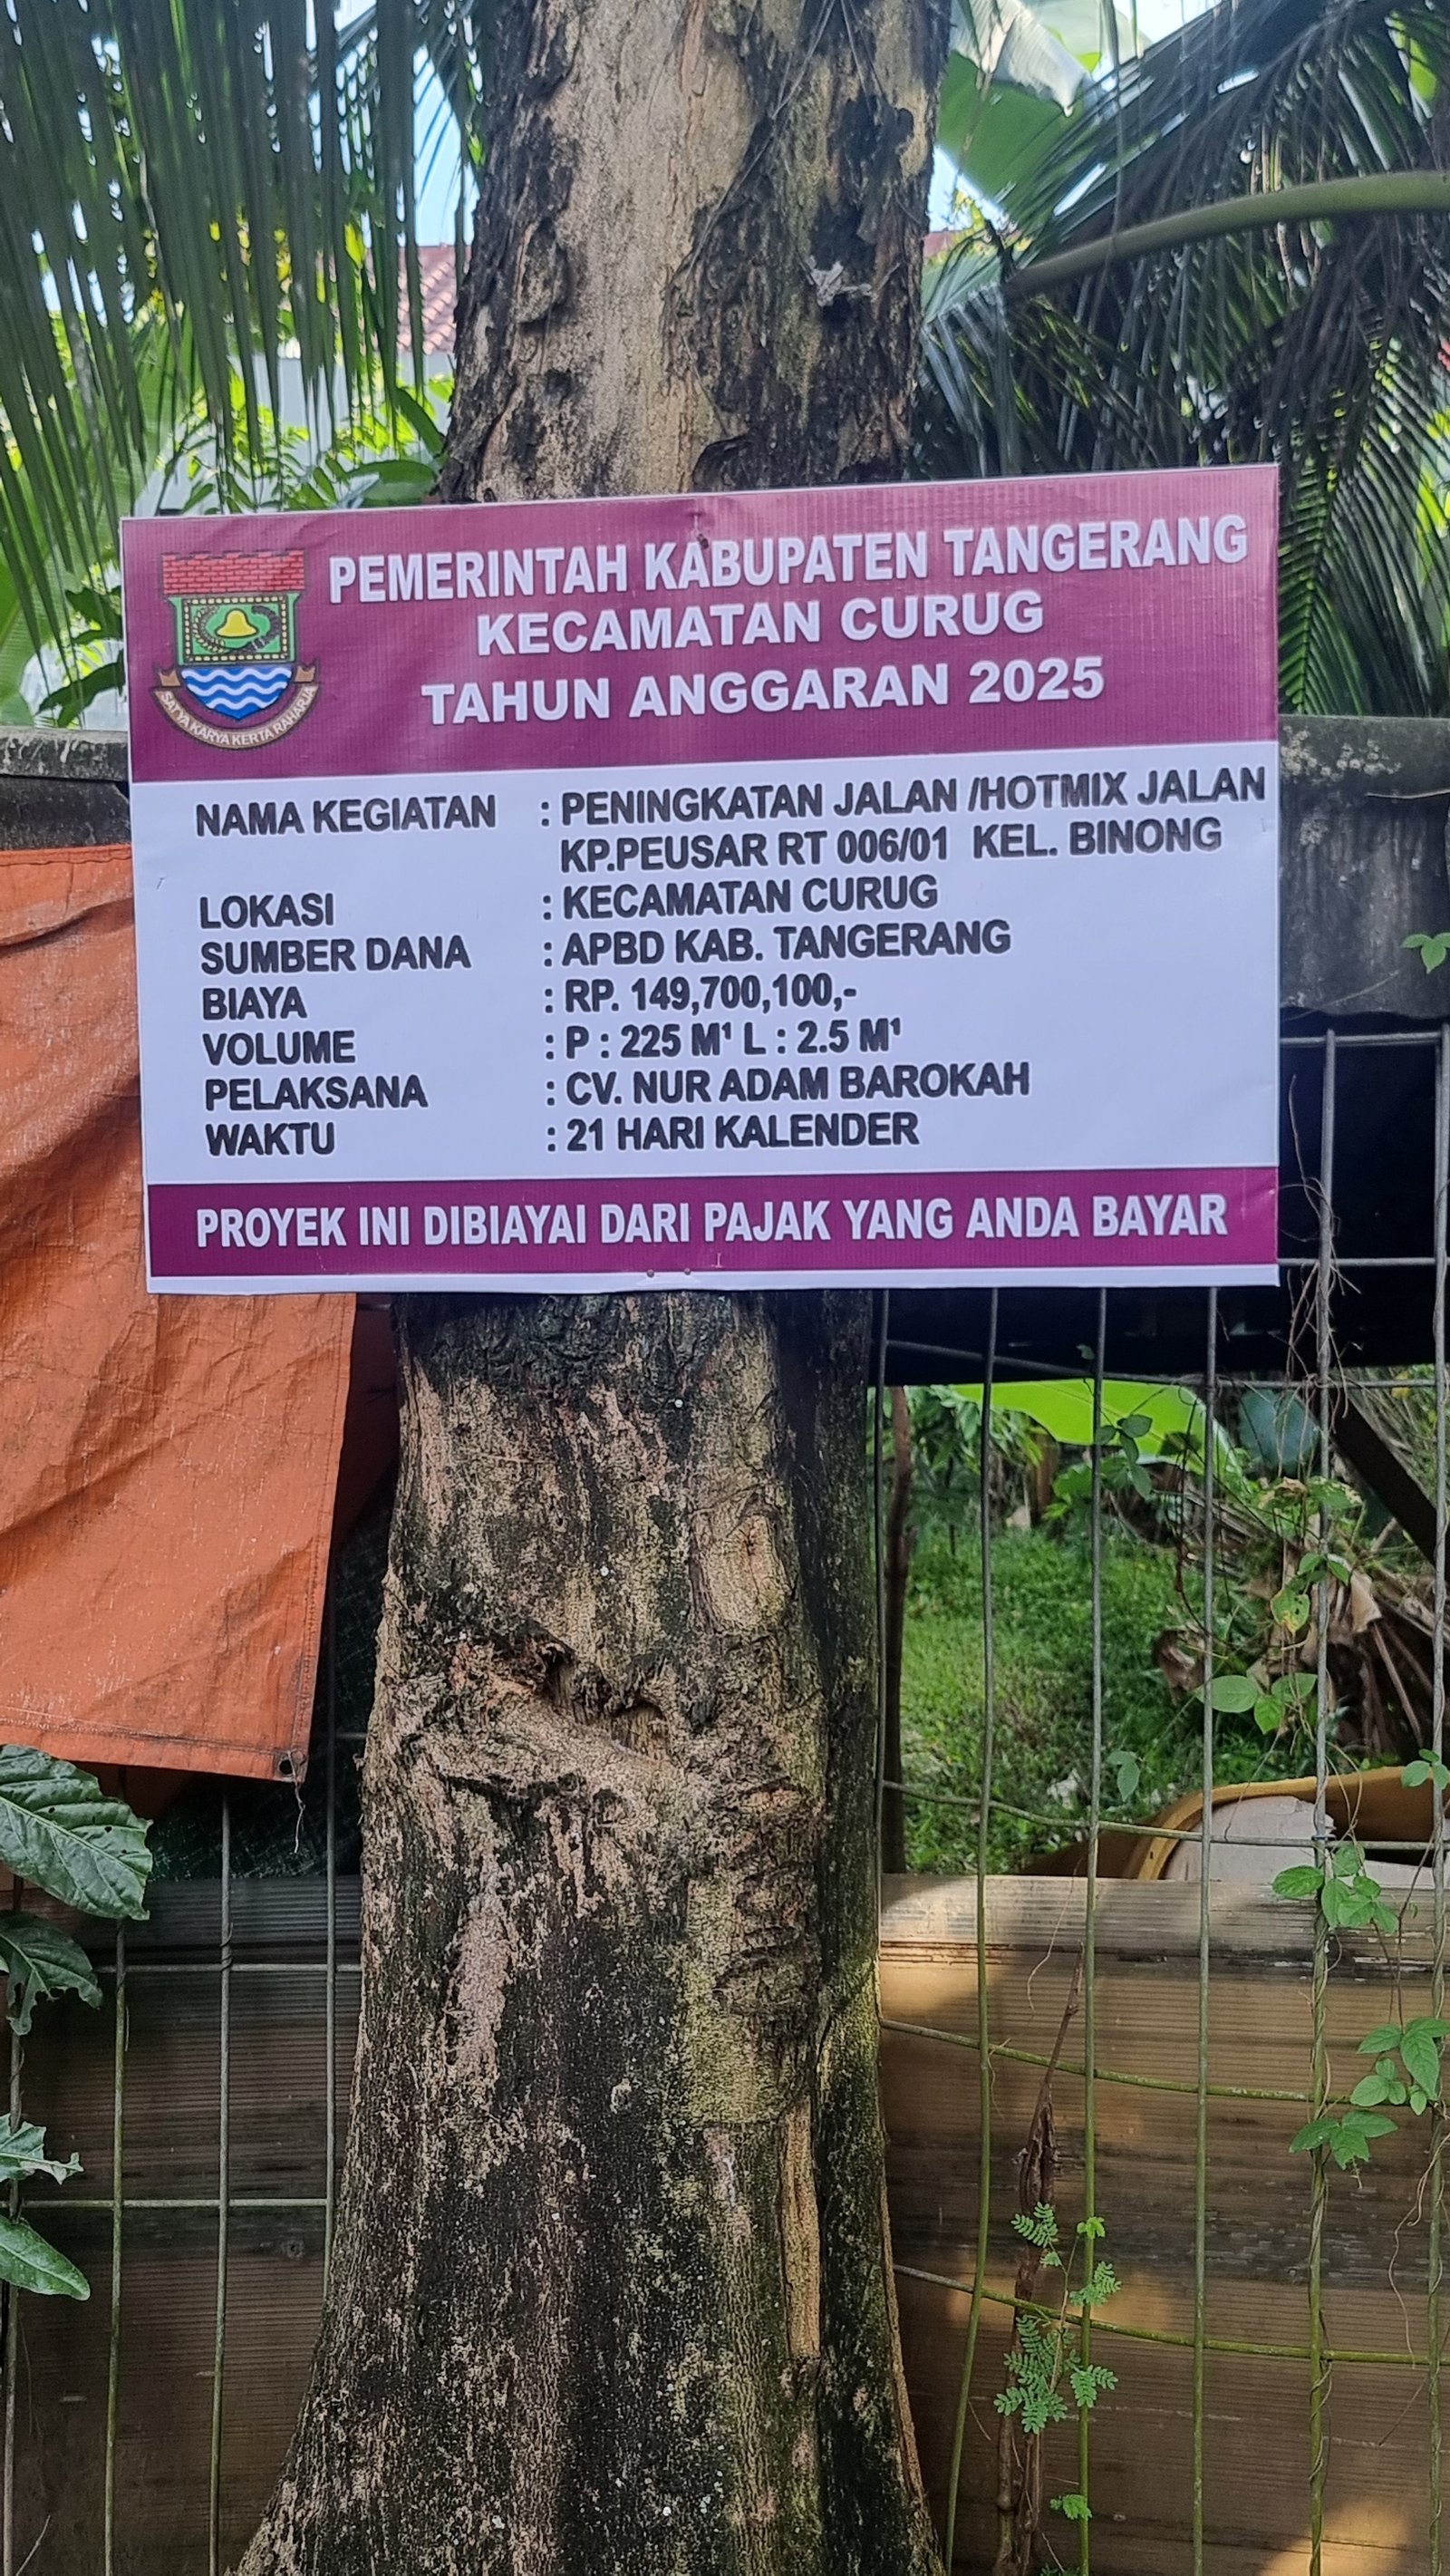 PEMERINTAH KABUPATEN TANGERANG
KECAMATAN CURUG
TAHUN ANGGARAN 2025
SATYA KARYA KERTA RAHARJA
NAMA KEGIATAN : PENINGKATAN JALAN /HOTMIX JALAN
KP.PEUSAR RT 006/01 KEL. BINONG
LOKASI : KECAMATAN CURUG
SUMBER DANA : APBD KAB. TANGERANG
BIAYA : RP. 149,700,100,-
VOLUME : P : 225 M¹ L : 2.5 M¹
PELAKSANA : CV. NUR ADAM BAROKAH
WAKTU : 21 HARI KALENDER
PROYEK INI DIBIAYAI DARI PAJAK YANG ANDA BAYAR